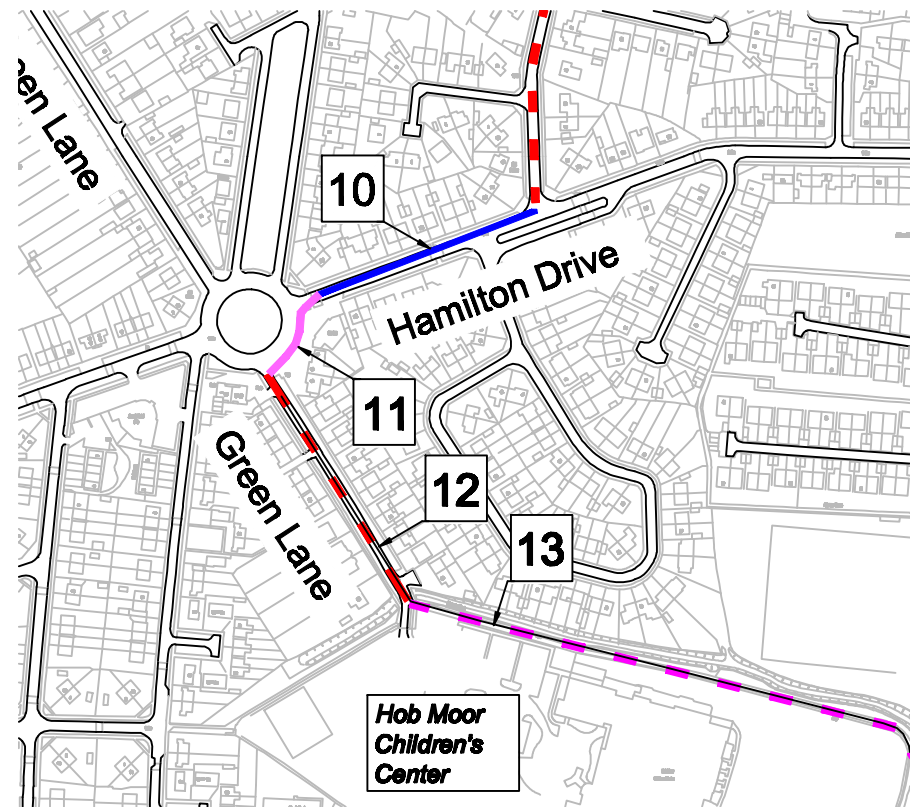 een Lane
10
Hamilton Drive
11
Green Lane
12
13
Hob Moor
Children's
Center